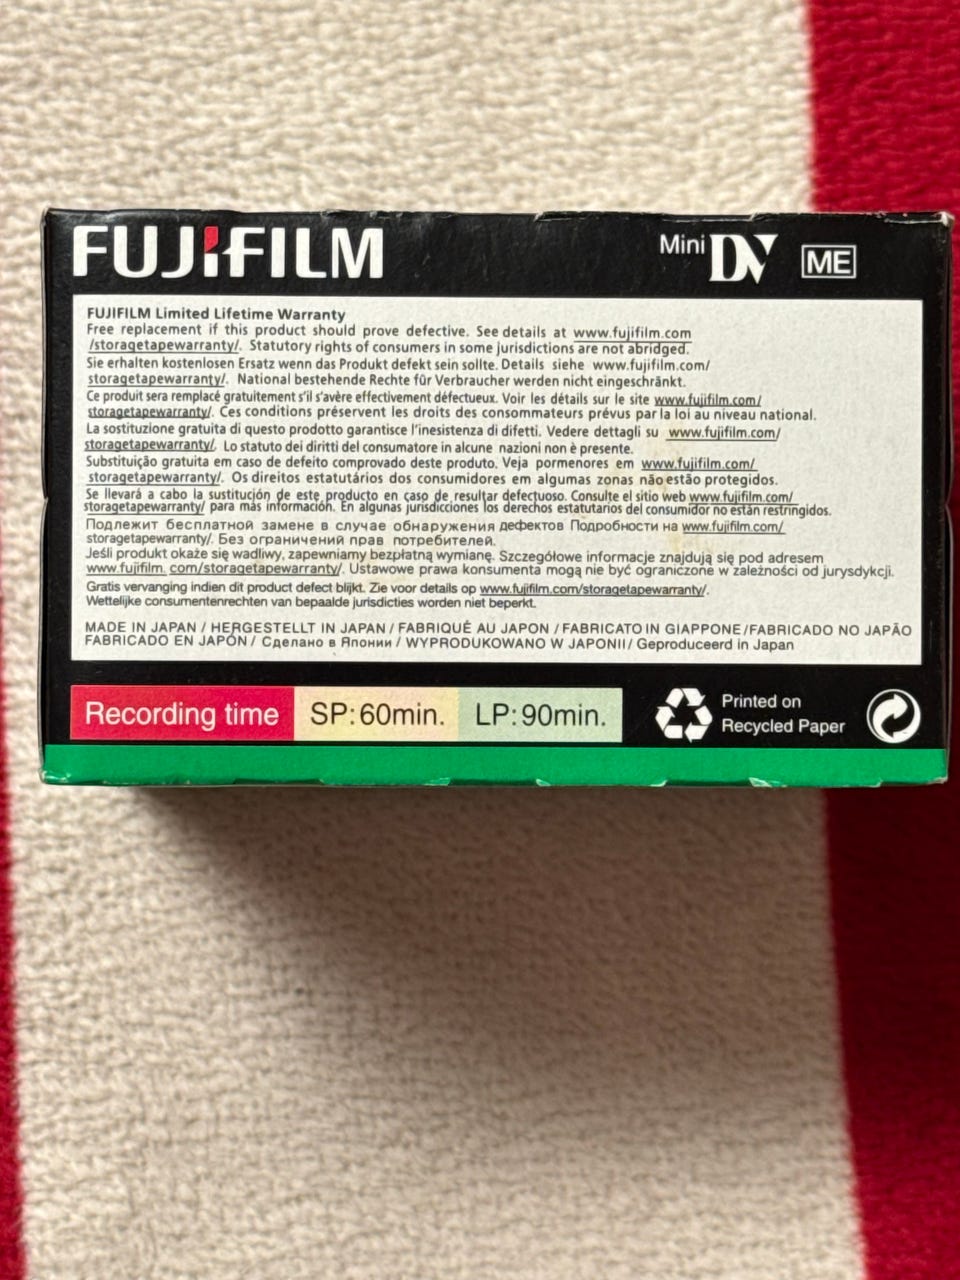 FUJIFILM
Mini DV ME
FUJIFILM Limited Lifetime Warranty
Free replacement if this product should prove defective. See details at www.fujifilm.com
/storagetapewarranty/. Statutory rights of consumers in some jurisdictions are not abridged.
Sie erhalten kostenlosen Ersatz wenn das Produkt defekt sein sollte. Details siehe www.fujifilm.com/
storagetapewarranty/. National bestehende Rechte für Verbraucher werden nicht eingeschränkt.
Ce produit sera remplacé gratuitement s'il s'avère effectivement défectueux. Voir les détails sur le site www.fujifilm.com/
storagetapewarranty/. Ces conditions préservent les droits des consommateurs prévus par la loi au niveau national.
La sostituzione gratuita di questo prodotto garantisce l'inesistenza di difetti. Vedere dettagli su www.fujifilm.com/
storagetapewarranty/. Lo statuto dei diritti del consumatore in alcune nazioni non è presente.
Substituição gratuita em caso de defeito comprovado deste produto. Veja pormenores em www.fujifilm.com/
storagetapewarranty/. Os direitos estatutários dos consumidores em algumas zonas não estão protegidos.
Se llevará a cabo la sustitución de este producto en caso de resultar defectuoso. Consulte el sitio web www.fujifilm.com/
storagetapewarranty/ para más información. En algunas jurisdicciones los derechos estatutarios del consumidor no están restringidos.
Подлежит бесплатной замене в случае обнаружения дефектов Подробности на www.fujifilm.com/
storagetapewarranty/. Без ограничений прав потребителей.
Jeśli produkt okaże się wadliwy, zapewniamy bezpłatną wymianę. Szczegółowe informacje znajdują się pod adresem
www.fujifilm. com/storagetapewarranty/. Ustawowe prawa konsumenta mogą nie być ograniczone w zależności od jurysdykcji.
Gratis vervanging indien dit product defect blijkt. Zie voor details op www.fujifilm.com/storagetapewarranty/.
Wettelijke consumentenrechten van bepaalde jurisdicties worden niet beperkt.
MADE IN JAPAN / HERGESTELLT IN JAPAN / FABRIQUÉ AU JAPON / FABRICATO IN GIAPPONE/FABRICADO NO JAPÃO
FABRICADO EN JAPÓN / Сделано в Японии / WYPRODUKOWANO W JAPONII/ Geproduceerd in Japan
Recording time SP: 60min. LP: 90min.
Printed on
Recycled Paper